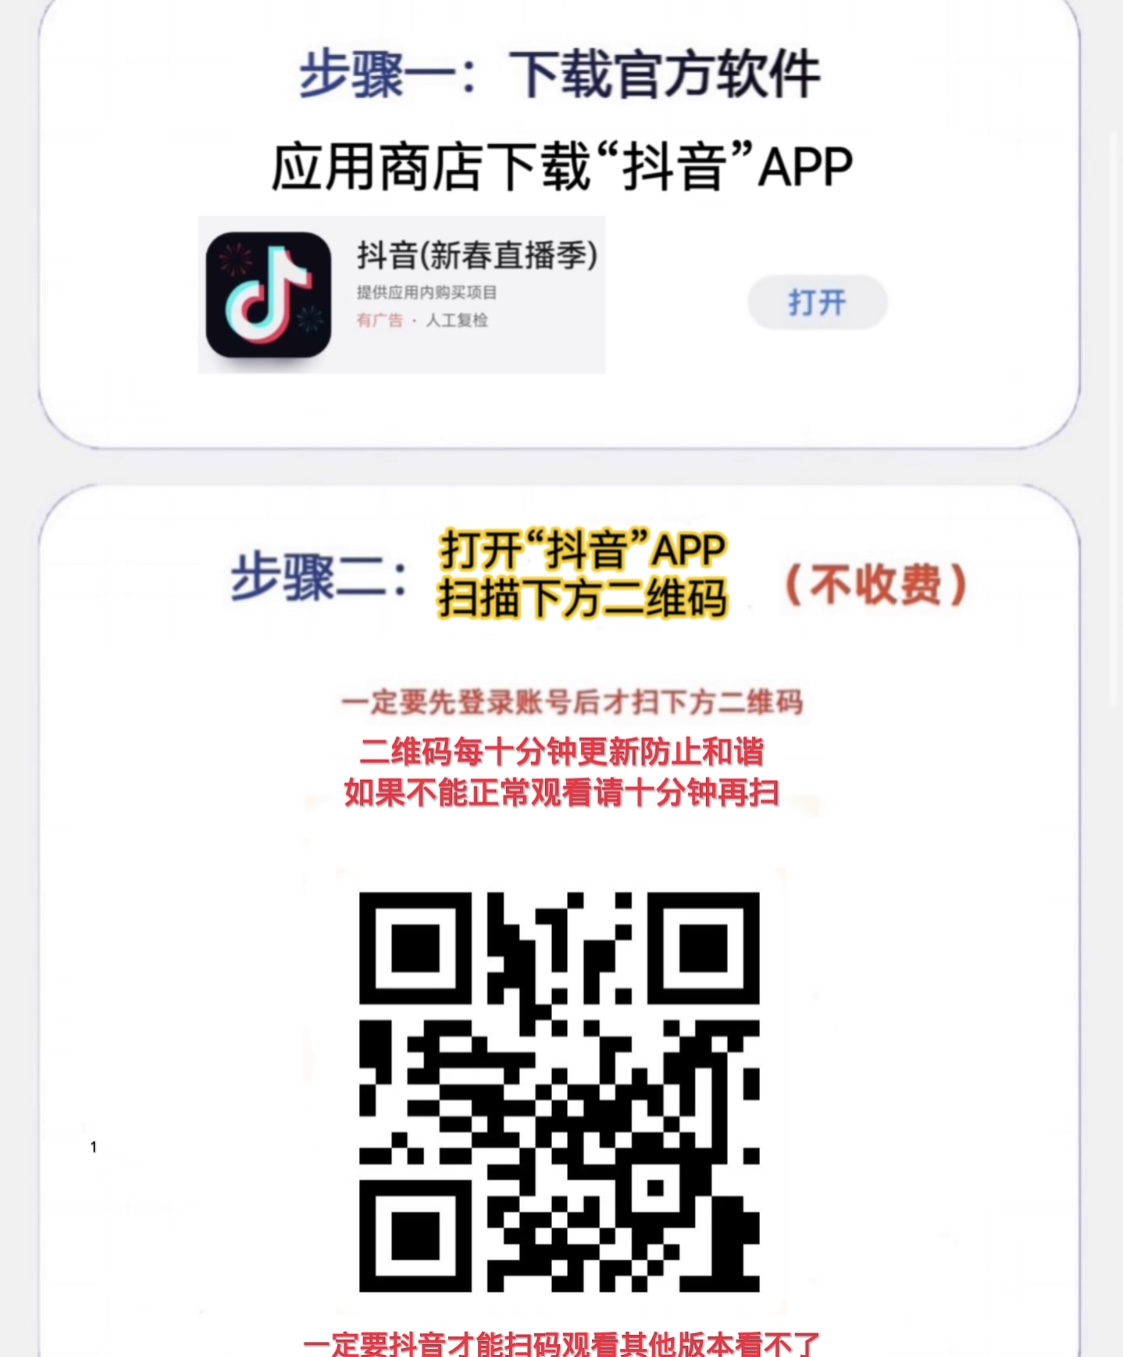 步骤一：下载官方软件
应用商店下载“抖音”APP
抖音(新春直播季)
提供应用内购买项目
有广告 · 人工复检
打开
步骤二：
打开“抖音”APP
扫描下方二维码
（不收费）
一定要先登录账号后才扫下方二维码
二维码每十分钟更新防止和谐
如果不能正常观看请十分钟再扫
1
一定要抖音才能扫码观看其他版本看不了